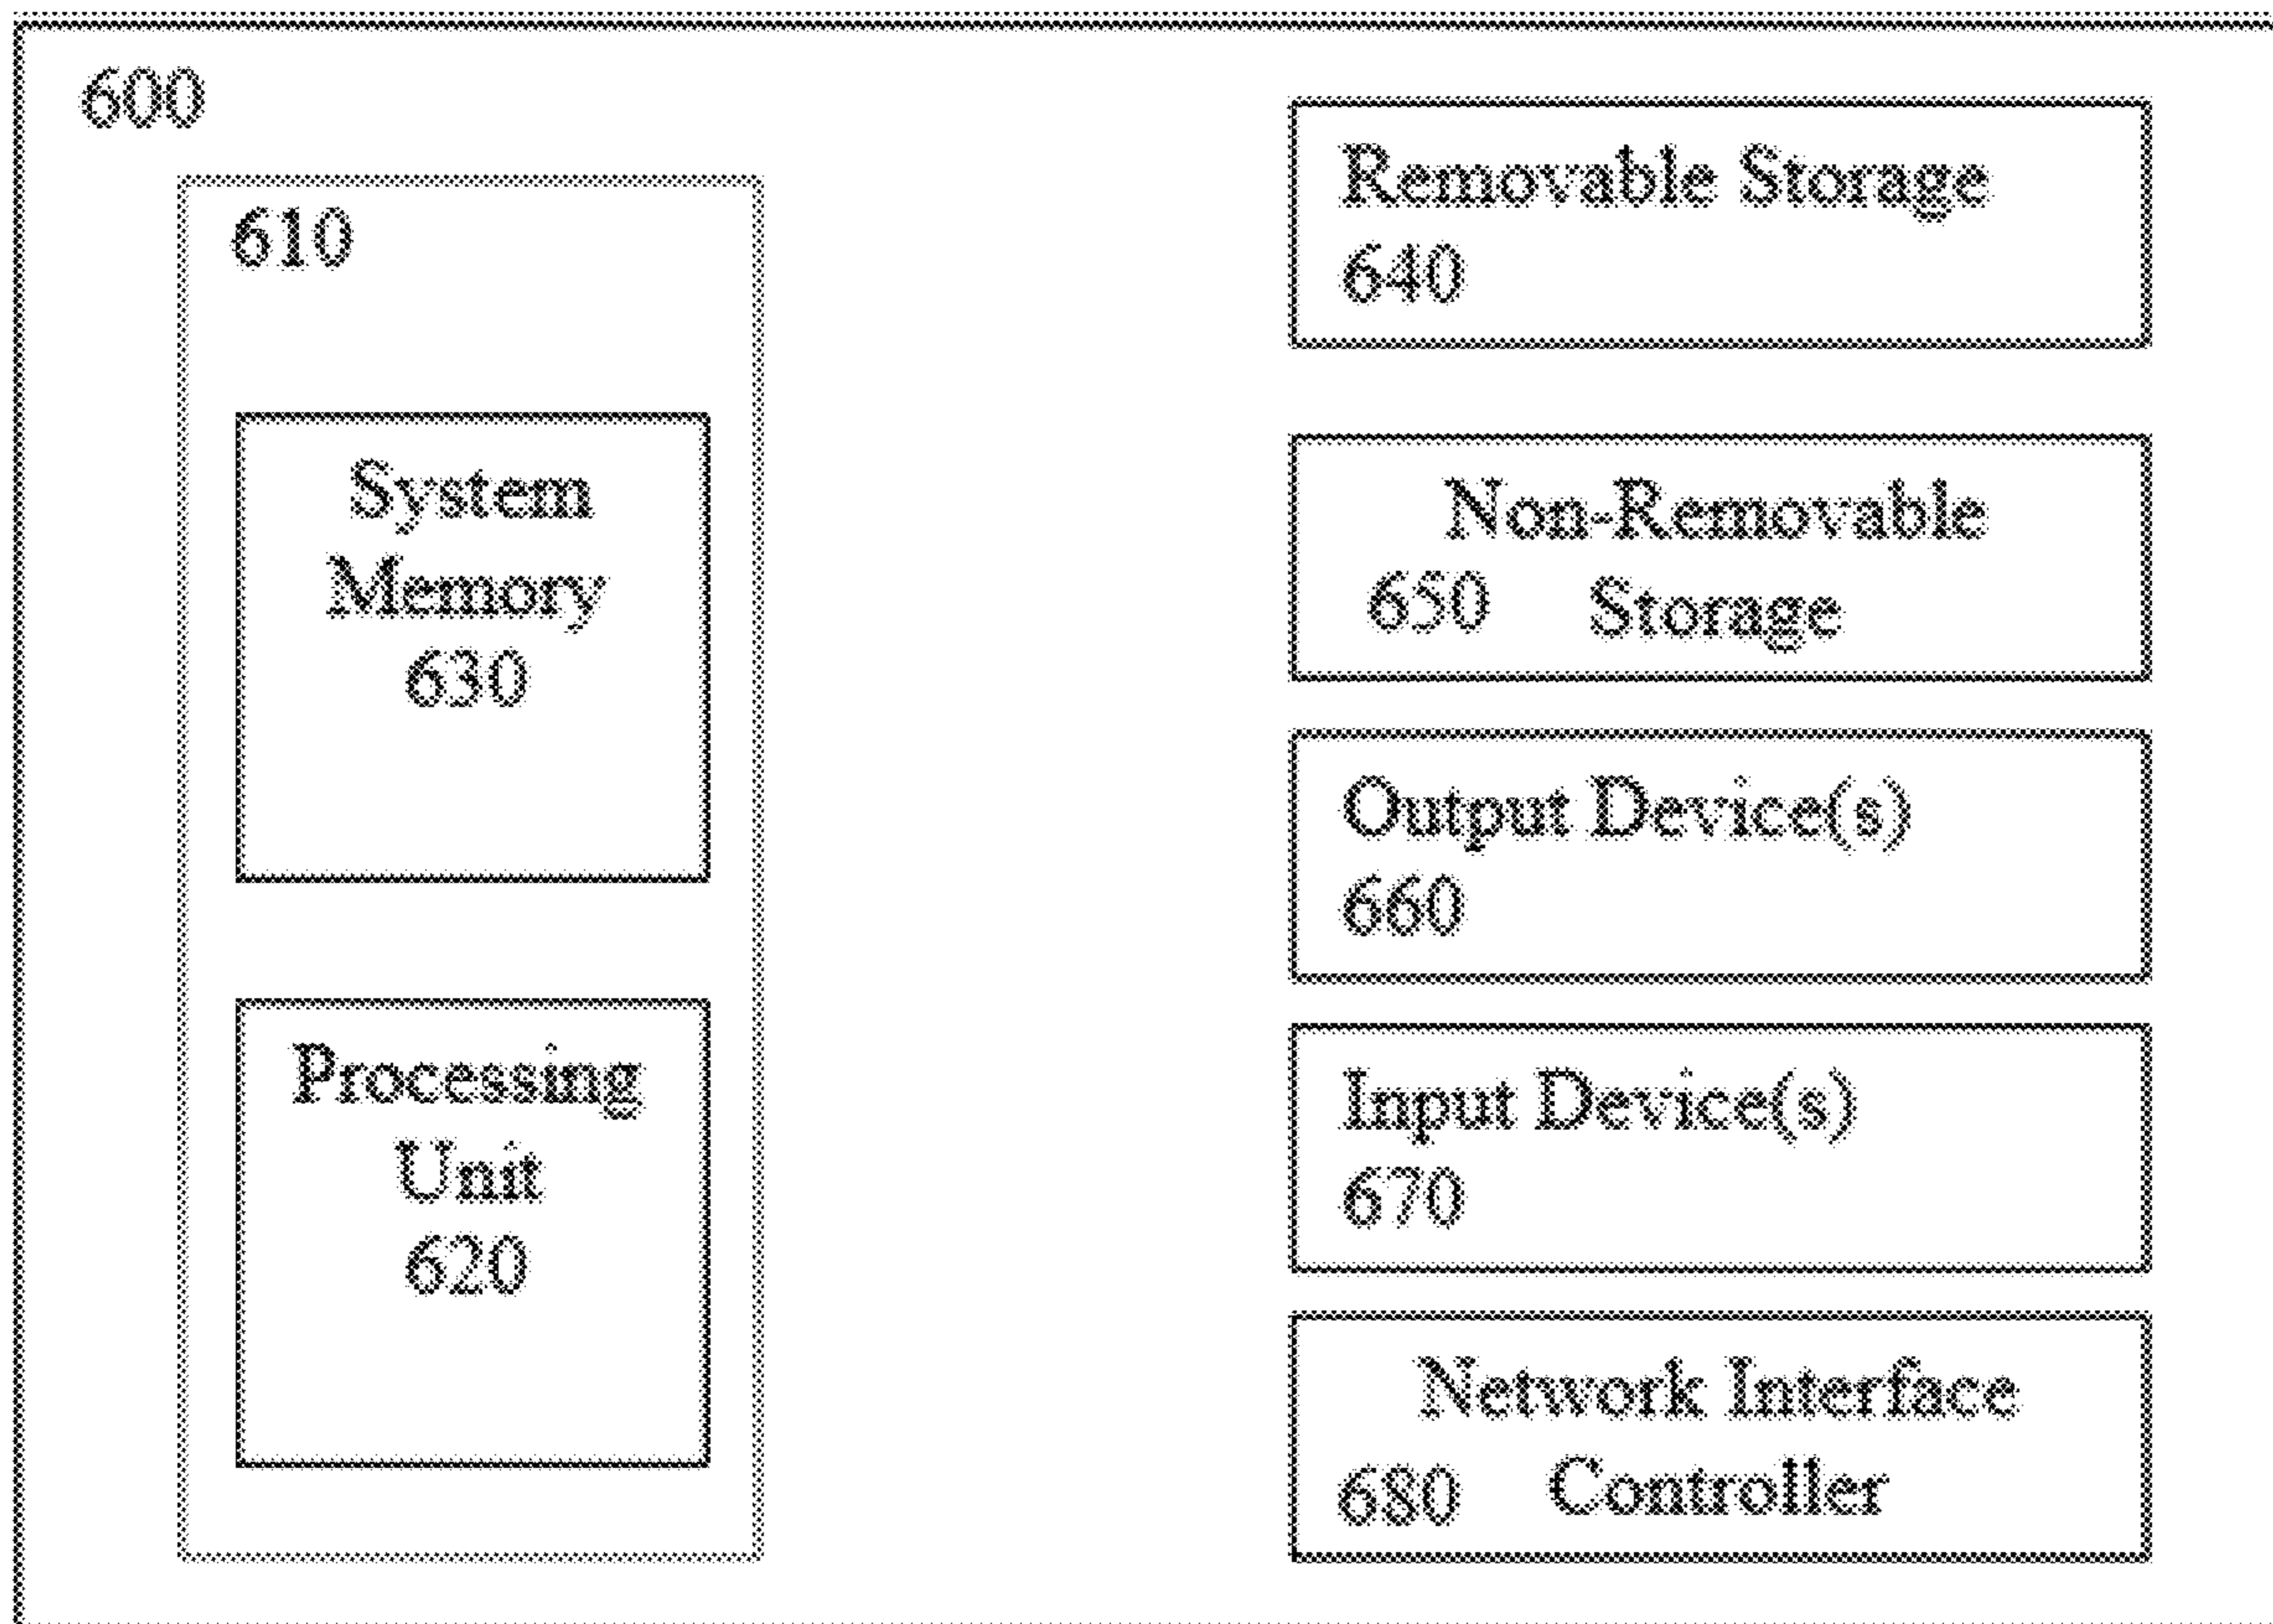 600
610
System
Memory
630
Processing
Unit
620
Removable Storage
640
Non-Removable
650 Storage
Output Device(s)
660
Input Device(s)
670
Network Interface
680 Controller